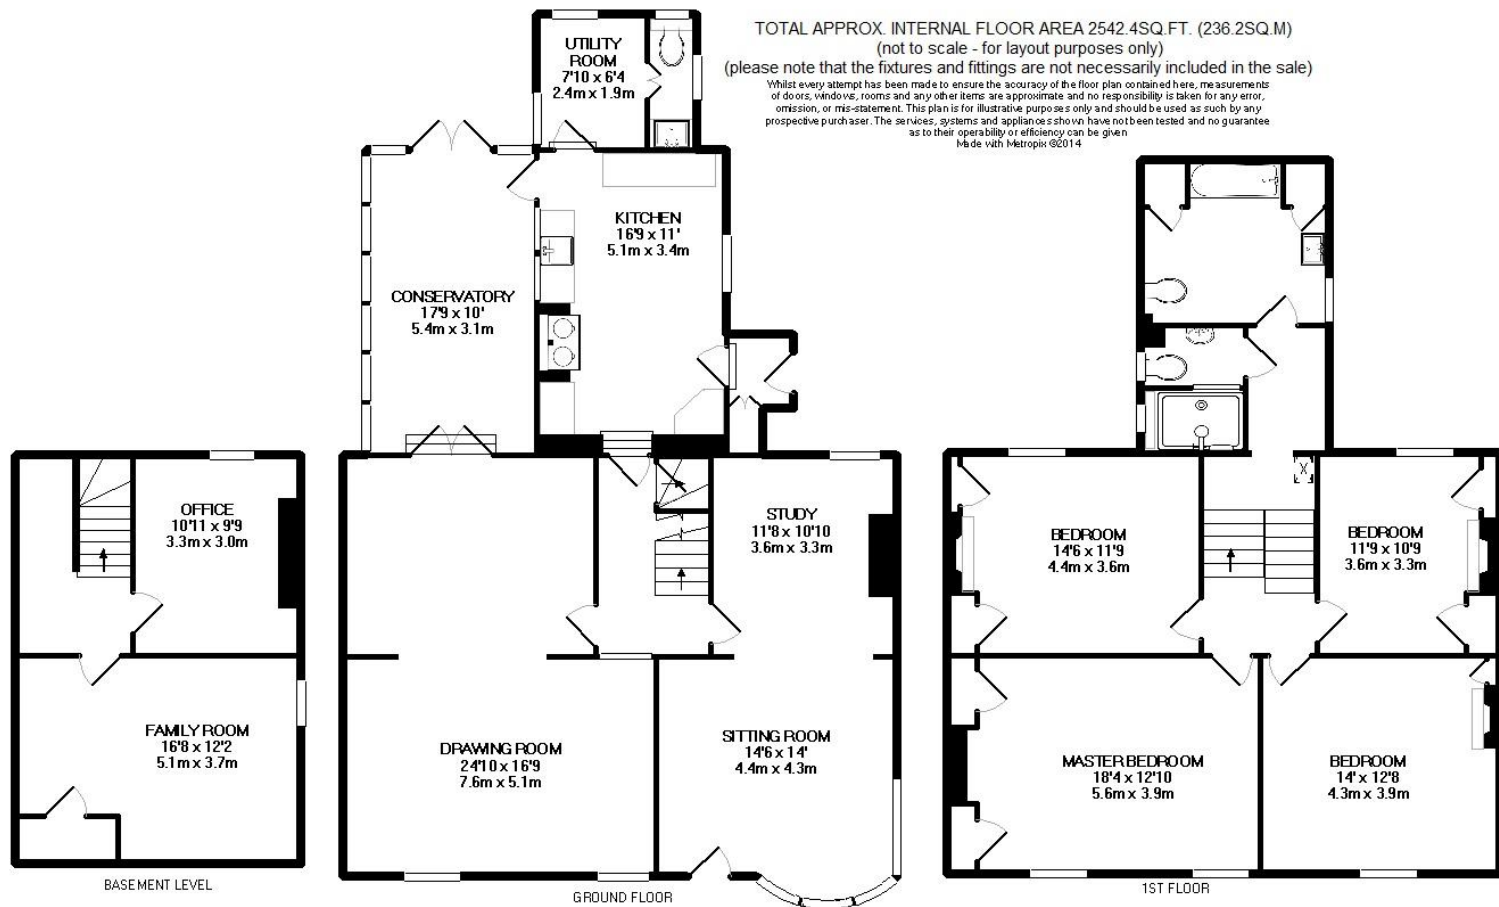 TOTAL APPROX. INTERNAL FLOOR AREA 2542.4SQ.FT. (236.2SQ.M)
(not to scale - for layout purposes only)
(please note that the fixtures and fittings are not necessarily included in the sale)
Whilst every attempt has been made to ensure the accuracy of the floor plan contained here, measurements
of doors, windows, rooms and any other items are approximate and no responsibility is taken for any error,
omission, or mis-statement. This plan is for illustrative purposes only and should be used as such by any
prospective purchaser. The services, systems and appliances shown have not been tested and no guarantee
as to their operability or efficiency can be given
Made with Metropix ©2014
UTILITY
ROOM
7'10 x 6'4
2.4m x 1.9m
KITCHEN
16'9 x 11'
5.1m x 3.4m
CONSERVATORY
17'9 x 10'
5.4m x 3.1m
OFFICE
10'11 x 9'9
3.3m x 3.0m
FAMILY ROOM
16'8 x 12'2
5.1m x 3.7m
BASEMENT LEVEL
STUDY
11'8 x 10'10
3.6m x 3.3m
DRAWING ROOM
24'10 x 16'9
7.6m x 5.1m
SITTING ROOM
14'6 x 14'
4.4m x 4.3m
GROUND FLOOR
X
BEDROOM
14'6 x 11'9
4.4m x 3.6m
BEDROOM
11'9 x 10'9
3.6m x 3.3m
MASTER BEDROOM
18'4 x 12'10
5.6m x 3.9m
BEDROOM
14' x 12'8
4.3m x 3.9m
1ST FLOOR